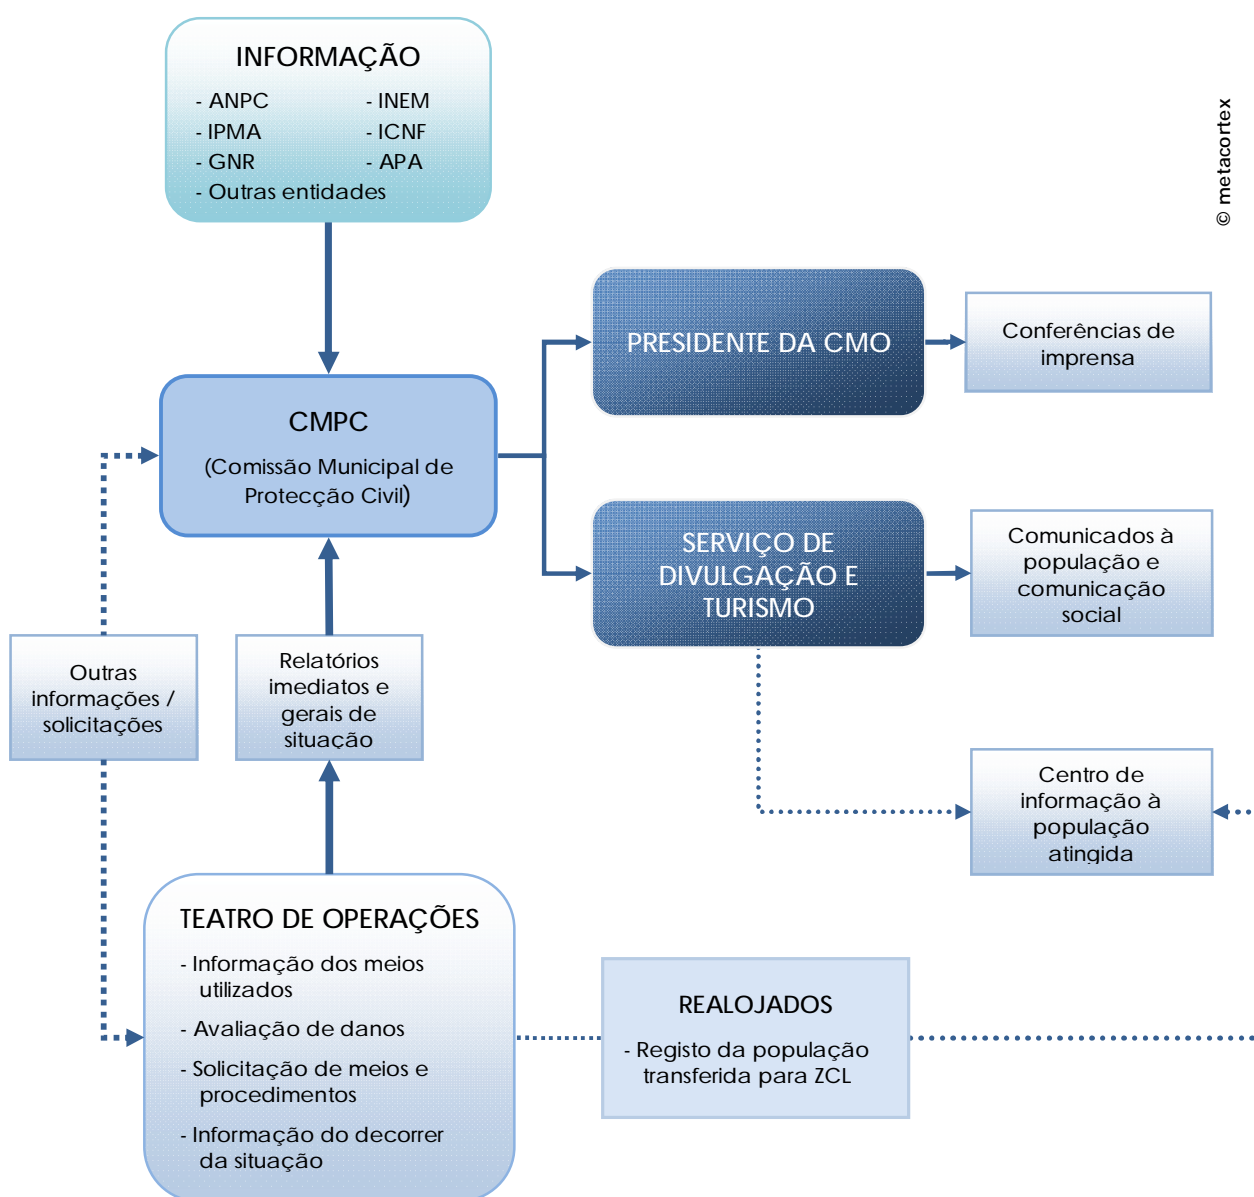 INFORMAÇÃO
- ANPC
- INEM
- IPMA
- ICNF
- GNR
- APA
- Outras entidades
© metacortex
PRESIDENTE DA CMO
Conferências de
imprensa
CMPC
(Comissão Municipal de
Protecção Civil)
SERVIÇO DE
DIVULGAÇÃO E
TURISMO
Comunicados à
população e
comunicação
social
Outras
informações /
solicitações
Relatórios
imediatos e
gerais de
situação
Centro de
informação à
população
atingida
TEATRO DE OPERAÇÕES
- Informação dos meios
utilizados
- Avaliação de danos
- Solicitação de meios e
procedimentos
- Informação do decorrer
da situação
REALOJADOS
- Registo da população
transferida para ZCL